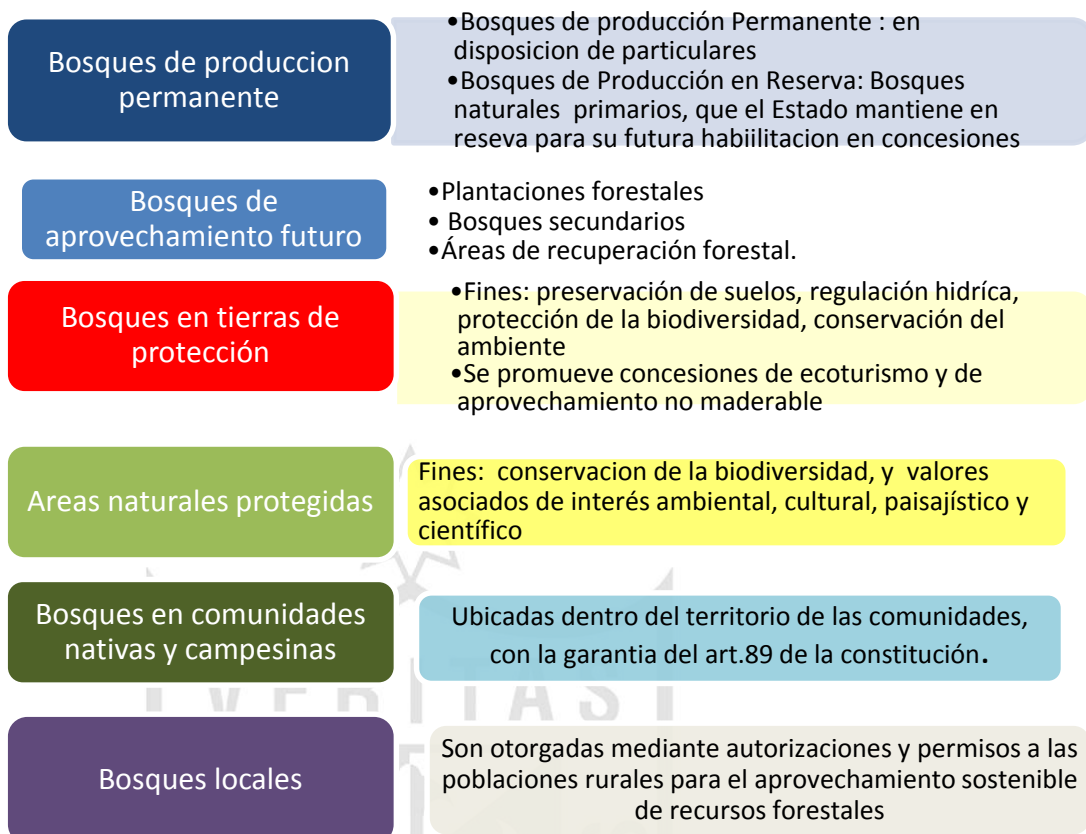 Bosques de produccion
permanente
•Bosques de producción Permanente : en
disposicion de particulares
•Bosques de Producción en Reserva: Bosques
naturales primarios, que el Estado mantiene en
reseva para su futura habiilitacion en concesiones
Bosques de
aprovechamiento futuro
•Plantaciones forestales
• Bosques secundarios
•Áreas de recuperación forestal.
Bosques en tierras de
protección
•Fines: preservación de suelos, regulación hidríca,
protección de la biodiversidad, conservación del
ambiente
•Se promueve concesiones de ecoturismo y de
aprovechamiento no maderable
Areas naturales protegidas
Fines: conservacion de la biodiversidad, y valores
asociados de interés ambiental, cultural, paisajístico y
científico
Bosques en comunidades
nativas y campesinas
Ubicadas dentro del territorio de las comunidades,
con la garantia del art.89 de la constitución.
Bosques locales
Son otorgadas mediante autorizaciones y permisos a las
poblaciones rurales para el aprovechamiento sostenible
de recursos forestales